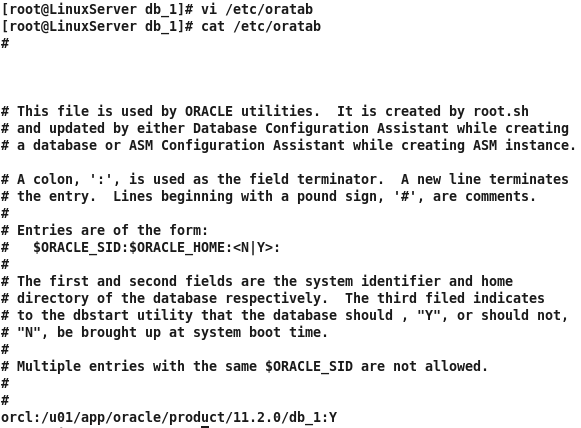 [root@LinuxServer db_1]# vi /etc/oratab
[root@LinuxServer db_1]# cat /etc/oratab
#
# This file is used by ORACLE utilities.  It is created by root.sh
# and updated by either Database Configuration Assistant while creating
# a database or ASM Configuration Assistant while creating ASM instance.
# A colon, ':', is used as the field terminator.  A new line terminates
# the entry.  Lines beginning with a pound sign, '#', are comments.
#
# Entries are of the form:
#   $ORACLE_SID:$ORACLE_HOME:<N|Y>:
#
# The first and second fields are the system identifier and home
# directory of the database respectively.  The third filed indicates
# to the dbstart utility that the database should , "Y", or should not,
# "N", be brought up at system boot time.
#
# Multiple entries with the same $ORACLE_SID are not allowed.
#
#
orcl:/u01/app/oracle/product/11.2.0/db_1:Y